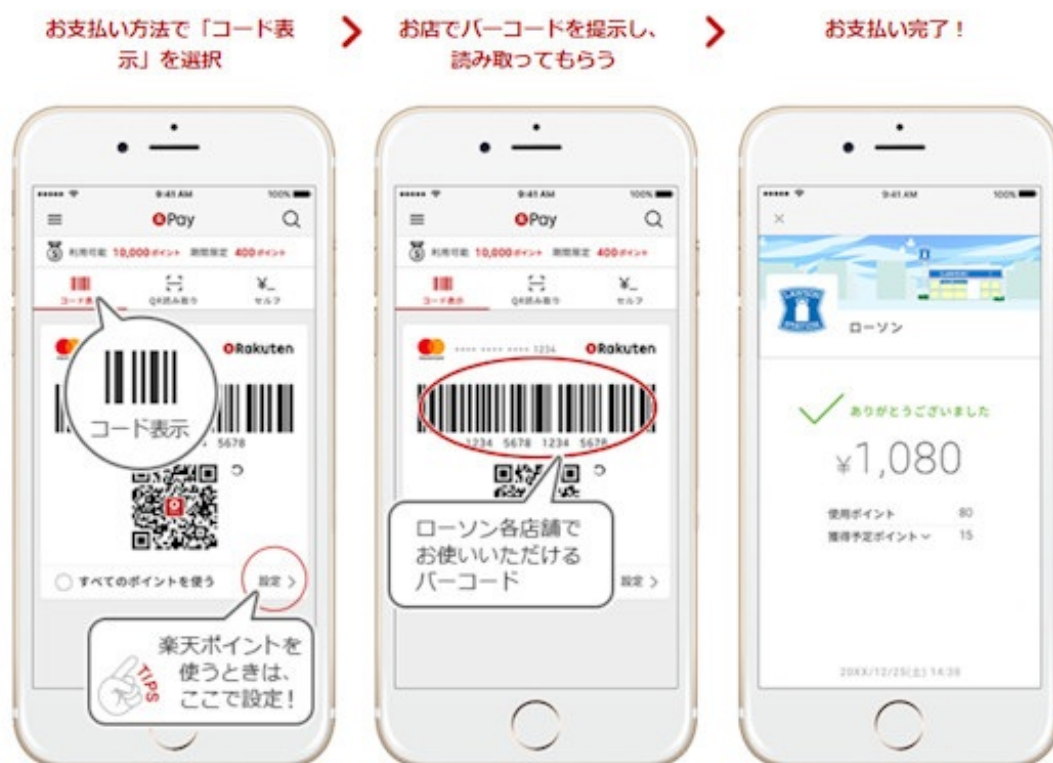 お支払い方法で「コード表
示」を選択
お店でバーコードを提示し、
読み取ってもらう
お支払い完了！
9:41 AM
100%
Pay
利用可能 10,000ポイント 期間限定 400ポイント
コード表示
QR読み取り
セルフ
Rakuten
コード表示
5678
すべてのポイントを使う
設定
楽天ポイントを
使うときは、
ここで設定！
TIPS
9:41 AM
100%
Pay
利用可能 10,000ポイント 期間限定 400ポイント
コード表示
QR読み取り
セルフ
1234
Rakuten
1234 5678 1234 5678
ローソン各店舗で
お使いいただける
バーコード
設定
9:41 AM
100%
LAWSON
STATION
ローソン
ありがとうございました
¥1,080
使用ポイント 80
獲得予定ポイント 15
20XX/12/25(土) 14:38